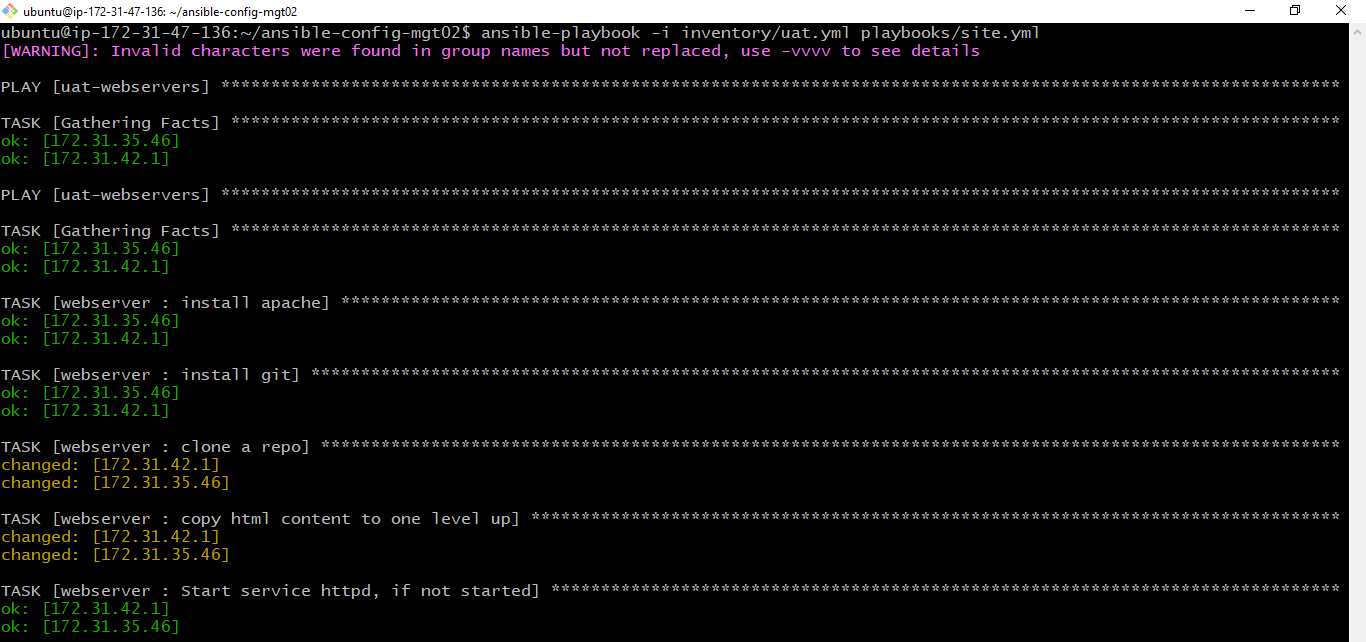 ubuntu@ip-172-31-47-136: ~/ansible-config-mgt02
ubuntu@ip-172-31-47-136:~/ansible-config-mgt02$ ansible-playbook -i inventory/uat.yml playbooks/site.yml
[WARNING]: Invalid characters were found in group names but not replaced, use -vvvv to see details
PLAY [uat-webservers] ****************************************************************************************************************
TASK [Gathering Facts] ***************************************************************************************************************
ok: [172.31.35.46]
ok: [172.31.42.1]
PLAY [uat-webservers] ****************************************************************************************************************
TASK [Gathering Facts] ***************************************************************************************************************
ok: [172.31.35.46]
ok: [172.31.42.1]
TASK [webserver : install apache] ****************************************************************************************************
ok: [172.31.35.46]
ok: [172.31.42.1]
TASK [webserver : install git] *******************************************************************************************************
ok: [172.31.35.46]
ok: [172.31.42.1]
TASK [webserver : clone a repo] ******************************************************************************************************
changed: [172.31.42.1]
changed: [172.31.35.46]
TASK [webserver : copy html content to one level up] *********************************************************************************
changed: [172.31.42.1]
changed: [172.31.35.46]
TASK [webserver : Start service httpd, if not started] *******************************************************************************
ok: [172.31.42.1]
ok: [172.31.35.46]